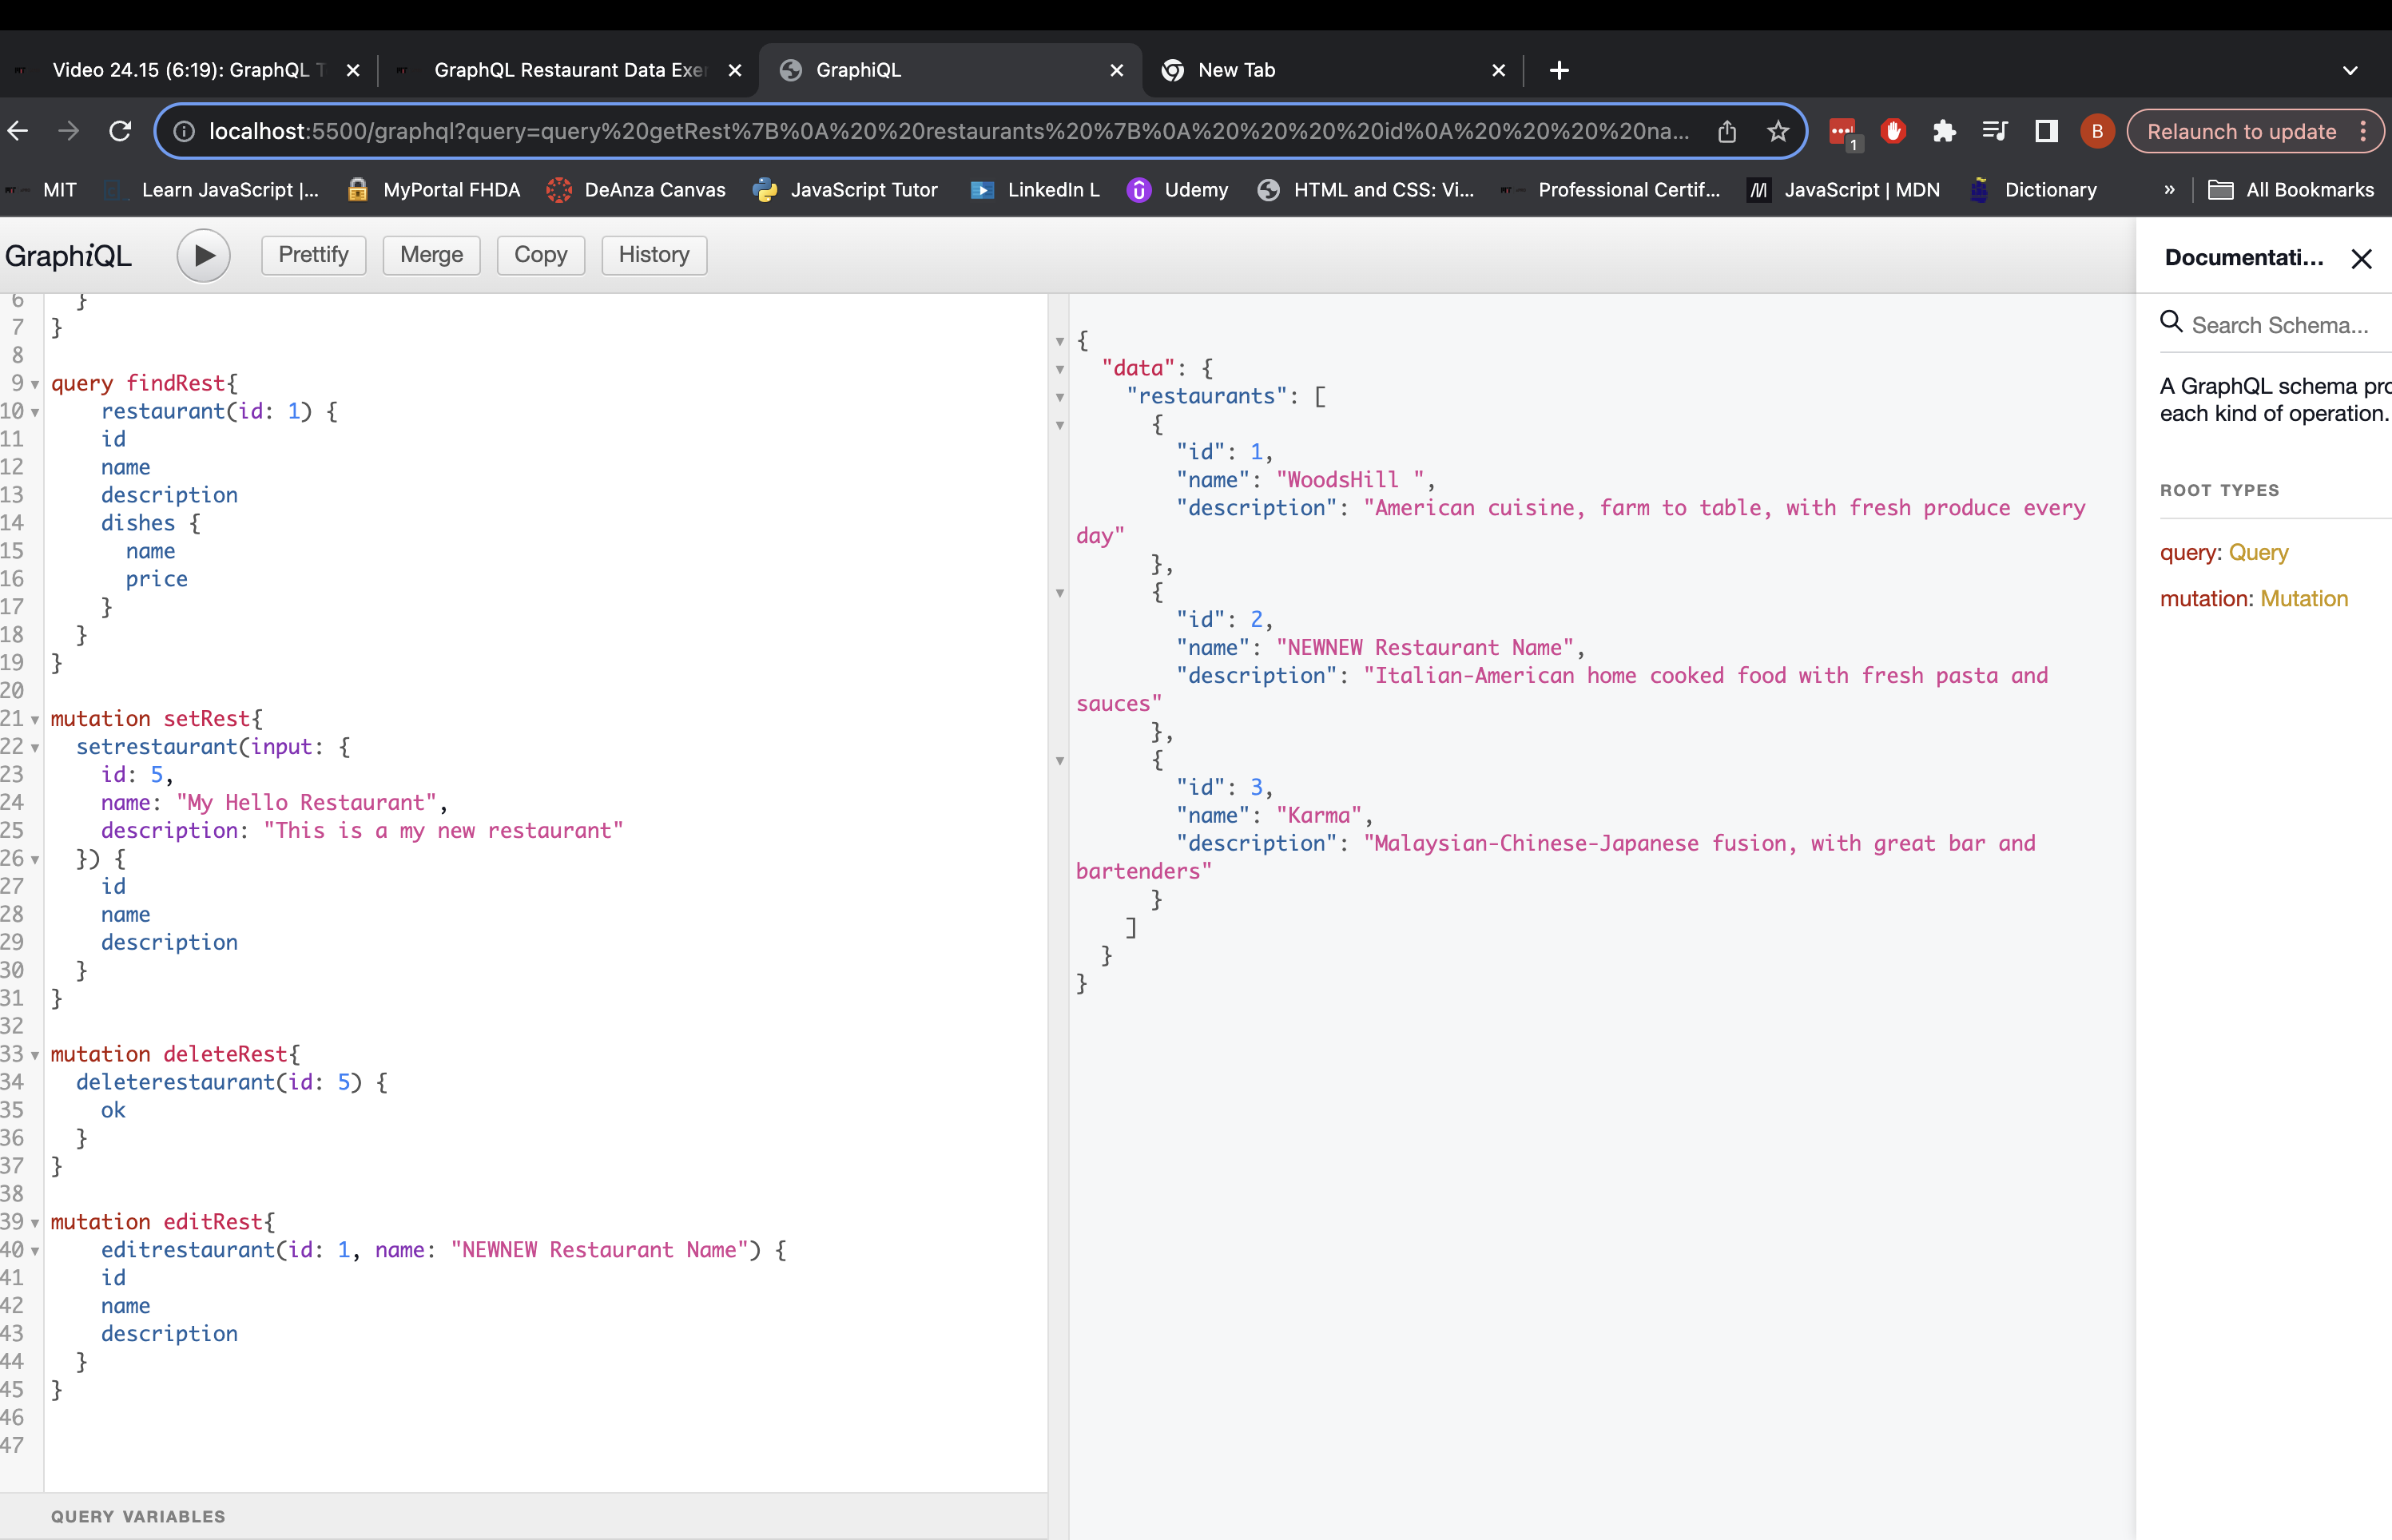 Video 24.15 (6:19): GraphQL T
GraphQL Restaurant Data Exer
GraphiQL
New Tab
localhost:5500/graphql?query=query%20getRest%7B%0A%20%20restaurants%20%7B%0A%20%20%20%20id%0A%20%20%20%20na...
1
B
Relaunch to update
MIT
Learn JavaScript |...
MyPortal FHDA
DeAnza Canvas
JavaScript Tutor
LinkedIn L
Udemy
HTML and CSS: Vi...
Professional Certif...
JavaScript | MDN
Dictionary
»
All Bookmarks
GraphiQL
Prettify
Merge
Copy
History
6 }
7 }
8
9 query findRest{
10 restaurant(id: 1) {
11 id
12 name
13 description
14 dishes {
15 name
16 price
17 }
18 }
19 }
20
21 mutation setRest{
22 setrestaurant(input: {
23 id: 5,
24 name: "My Hello Restaurant",
25 description: "This is a my new restaurant"
26 }) {
27 id
28 name
29 description
30 }
31 }
32
33 mutation deleteRest{
34 deleterestaurant(id: 5) {
35 ok
36 }
37 }
38
39 mutation editRest{
40 editrestaurant(id: 1, name: "NEWNEW Restaurant Name") {
41 id
42 name
43 description
44 }
45 }
46
47
QUERY VARIABLES
{
"data": {
"restaurants": [
{
"id": 1,
"name": "WoodsHill ",
"description": "American cuisine, farm to table, with fresh produce every
day"
},
{
"id": 2,
"name": "NEWNEW Restaurant Name",
"description": "Italian-American home cooked food with fresh pasta and
sauces"
},
{
"id": 3,
"name": "Karma",
"description": "Malaysian-Chinese-Japanese fusion, with great bar and
bartenders"
}
]
}
}
Documentati...
Search Schema...
A GraphQL schema pro
each kind of operation.
ROOT TYPES
query: Query
mutation: Mutation